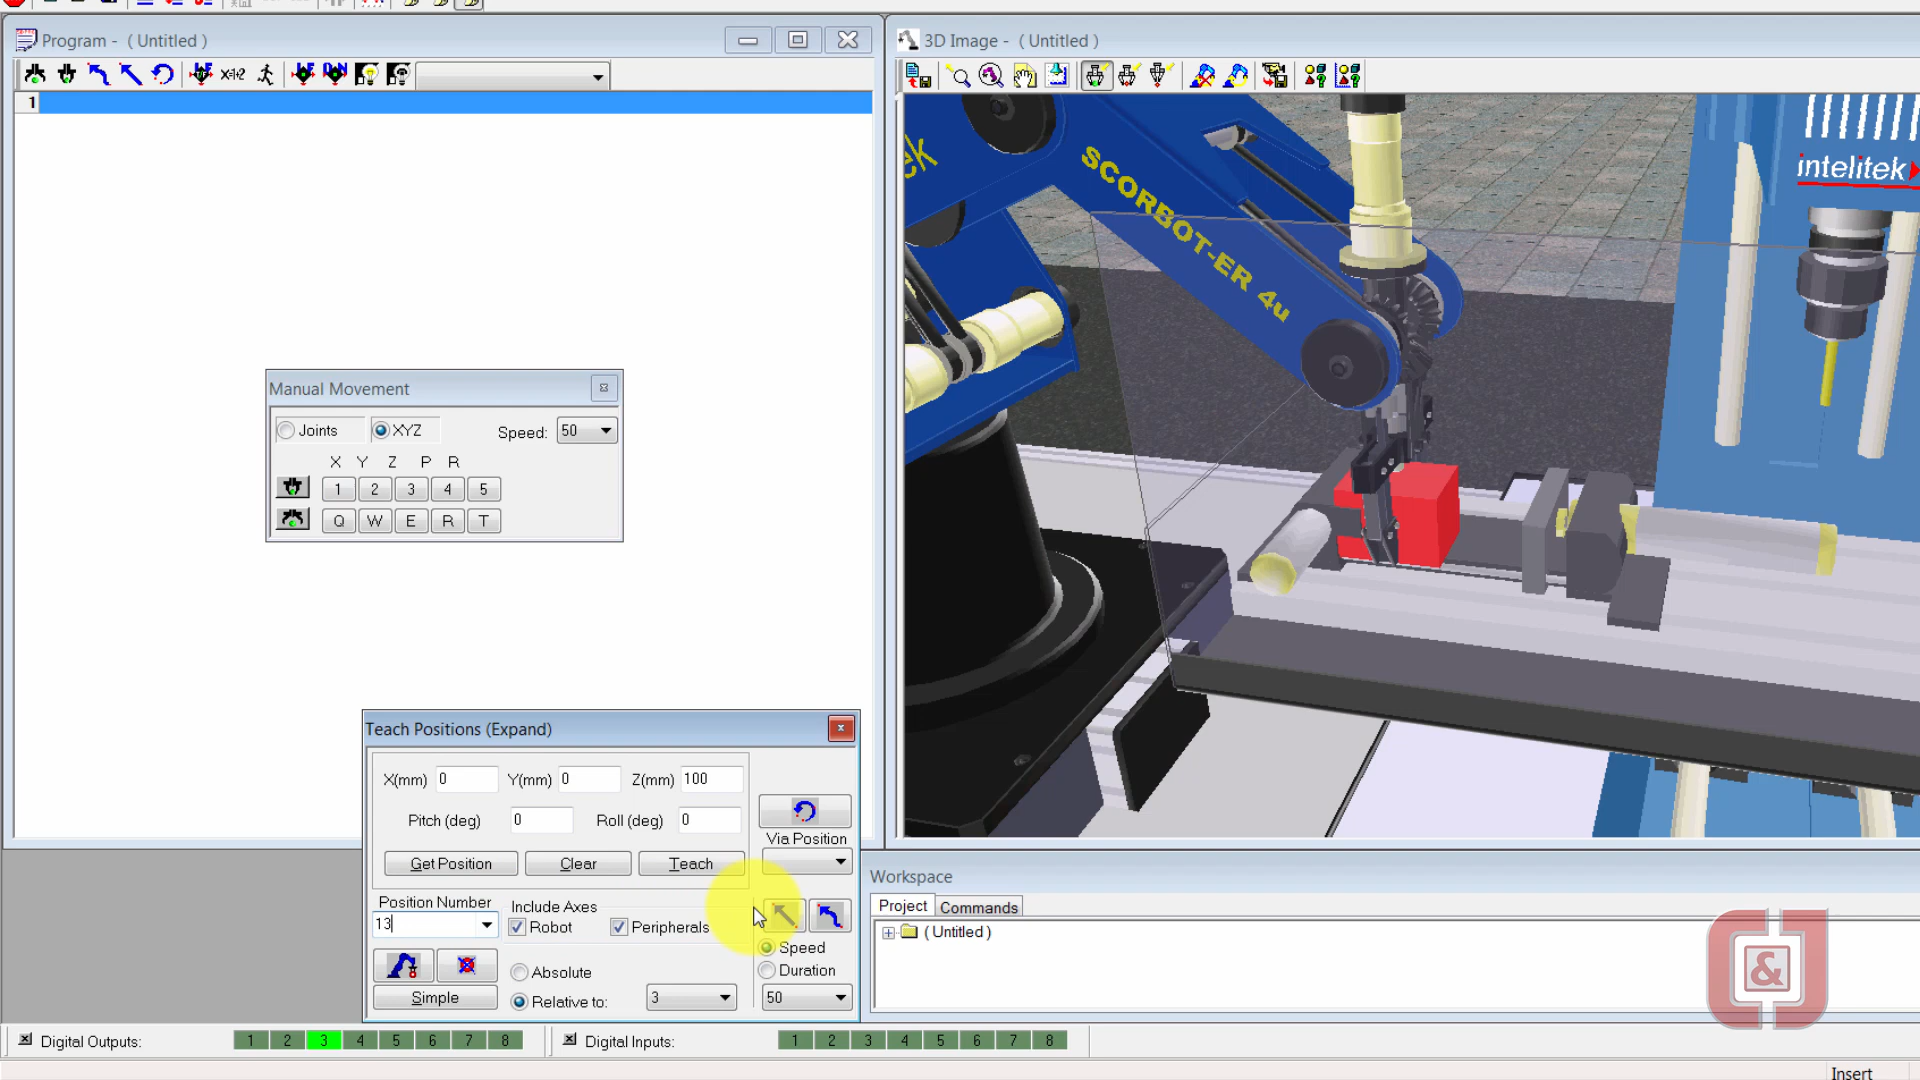 Program - ( Untitled )
3D Image - ( Untitled )
X=1+2
1
intelitek
SCORBOT-ER 4u
Manual Movement
Joints
XYZ
Speed:
50
X Y Z P R
1 2 3 4 5
Q W E R T
Teach Positions (Expand)
X(mm) 0
Y(mm) 0
Z(mm) 100
Pitch (deg) 0
Roll (deg) 0
Via Position
Get Position
Clear
Teach
Position Number
13
Include Axes
Robot
Peripherals
Speed
Duration
50
Absolute
Relative to:
3
Simple
Workspace
Project
Commands
( Untitled )
&
Digital Outputs:
1 2 3 4 5 6 7 8
Digital Inputs:
1 2 3 4 5 6 7 8
Insert